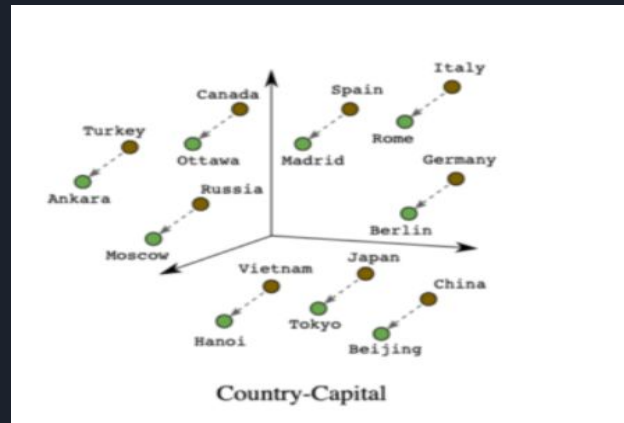 Italy
Canada
Spain
Turkey
Rome
Ottawa
Madrid
Germany
Ankara
Russia
Berlin
Moscow
Japan
Vietnam
China
Tokyo
Hanoi
Beijing
Country-Capital